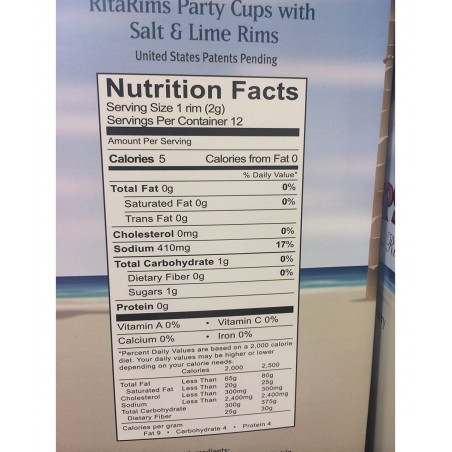 RitaRims Party Cups with
Salt & Lime Rims
United States Patents Pending
Nutrition Facts
Serving Size 1 rim (2g)
Servings Per Container 12
Amount Per Serving
Calories 5 Calories from Fat 0
% Daily Value*
Total Fat 0g 0%
Saturated Fat 0g 0%
Trans Fat 0g
Cholesterol 0mg 0%
Sodium 410mg 17%
Total Carbohydrate 1g 0%
Dietary Fiber 0g 0%
Sugars 1g
Protein 0g
Vitamin A 0% • Vitamin C 0%
Calcium 0% • Iron 0%
*Percent Daily Values are based on a 2,000 calorie
diet. Your daily values may be higher or lower
depending on your calorie needs.
Calories 2,000 2,500
Total Fat Less Than 65g 80g
Saturated Fat Less Than 20g 25g
Cholesterol Less Than 300mg 300mg
Sodium Less Than 2,400mg 2,400mg
Total Carbohydrate 300g 375g
Dietary Fiber 25g 30g
Calories per gram
Fat 9 • Carbohydrate 4 • Protein 4